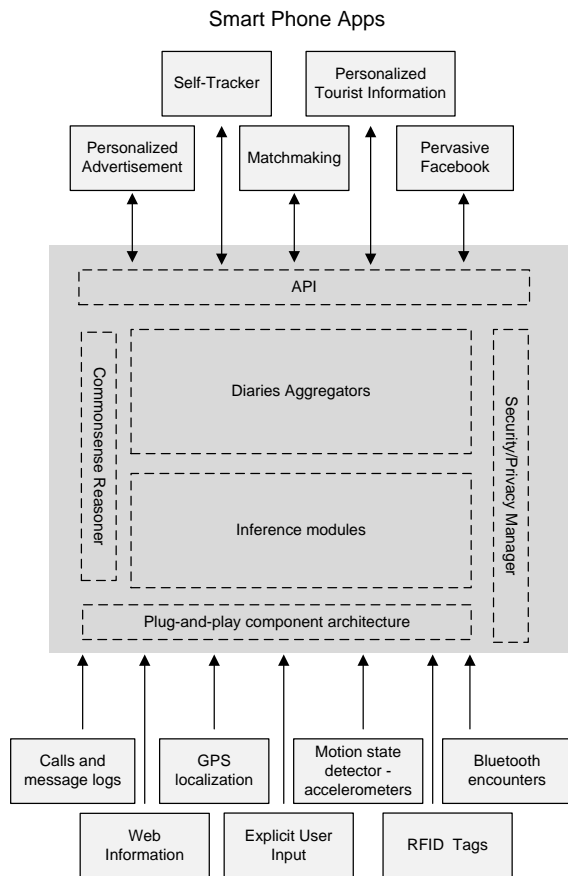 Smart Phone Apps
Self-Tracker
Personalized
Tourist Information
Personalized
Advertisement
Matchmaking
Pervasive
Facebook
API
Commonsense Reasoner
Diaries Aggregators
Security/Privacy Manager
Inference modules
Plug-and-play component architecture
Calls and
message logs
GPS
localization
Motion state
detector -
accelerometers
Bluetooth
encounters
Web
Information
Explicit User
Input
RFID Tags